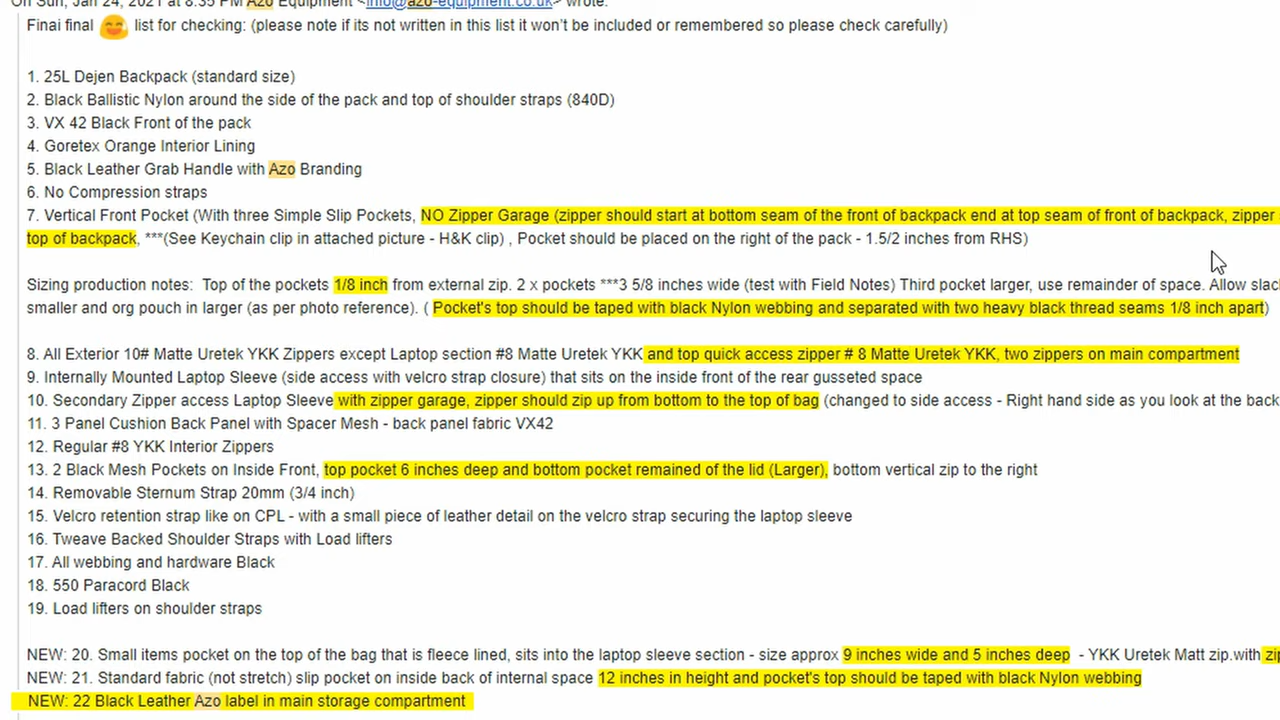 On Sun, Jan 24, 2021 at 8:35 PM Azo Equipment <info@azo-equipment.co.uk> wrote:
Final final 🤗 list for checking: (please note if its not written in this list it won't be included or remembered so please check carefully)
1. 25L Dejen Backpack (standard size)
2. Black Ballistic Nylon around the side of the pack and top of shoulder straps (840D)
3. VX 42 Black Front of the pack
4. Goretex Orange Interior Lining
5. Black Leather Grab Handle with Azo Branding
6. No Compression straps
7. Vertical Front Pocket (With three Simple Slip Pockets, NO Zipper Garage (zipper should start at bottom seam of the front of backpack end at top seam of front of backpack, zipper
top of backpack, ***(See Keychain clip in attached picture - H&K clip) , Pocket should be placed on the right of the pack - 1.5/2 inches from RHS)
Sizing production notes: Top of the pockets 1/8 inch from external zip. 2 x pockets ***3 5/8 inches wide (test with Field Notes) Third pocket larger, use remainder of space. Allow slac
smaller and org pouch in larger (as per photo reference). ( Pocket's top should be taped with black Nylon webbing and separated with two heavy black thread seams 1/8 inch apart)
8. All Exterior 10# Matte Uretek YKK Zippers except Laptop section #8 Matte Uretek YKK and top quick access zipper # 8 Matte Uretek YKK, two zippers on main compartment
9. Internally Mounted Laptop Sleeve (side access with velcro strap closure) that sits on the inside front of the rear gusseted space
10. Secondary Zipper access Laptop Sleeve with zipper garage, zipper should zip up from bottom to the top of bag (changed to side access - Right hand side as you look at the back
11. 3 Panel Cushion Back Panel with Spacer Mesh - back panel fabric VX42
12. Regular #8 YKK Interior Zippers
13. 2 Black Mesh Pockets on Inside Front, top pocket 6 inches deep and bottom pocket remained of the lid (Larger), bottom vertical zip to the right
14. Removable Sternum Strap 20mm (3/4 inch)
15. Velcro retention strap like on CPL - with a small piece of leather detail on the velcro strap securing the laptop sleeve
16. Tweave Backed Shoulder Straps with Load lifters
17. All webbing and hardware Black
18. 550 Paracord Black
19. Load lifters on shoulder straps
NEW: 20. Small items pocket on the top of the bag that is fleece lined, sits into the laptop sleeve section - size approx 9 inches wide and 5 inches deep - YKK Uretek Matt zip.with zip
NEW: 21. Standard fabric (not stretch) slip pocket on inside back of internal space 12 inches in height and pocket's top should be taped with black Nylon webbing
NEW: 22 Black Leather Azo label in main storage compartment